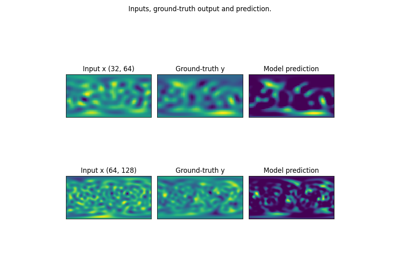 Inputs, ground-truth output and prediction.
Input x (32, 64) Ground-truth y Model prediction
Input x (64, 128) Ground-truth y Model prediction